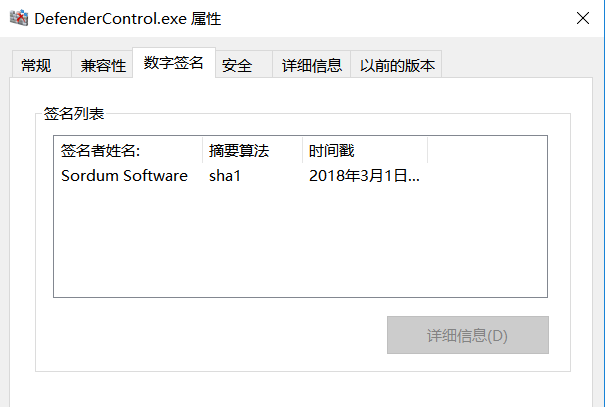 DefenderControl.exe 属性
常规 兼容性 数字签名 安全 详细信息 以前的版本
签名列表
签名者姓名: 摘要算法 时间戳
Sordum Software sha1 2018年3月1日...
详细信息(D)